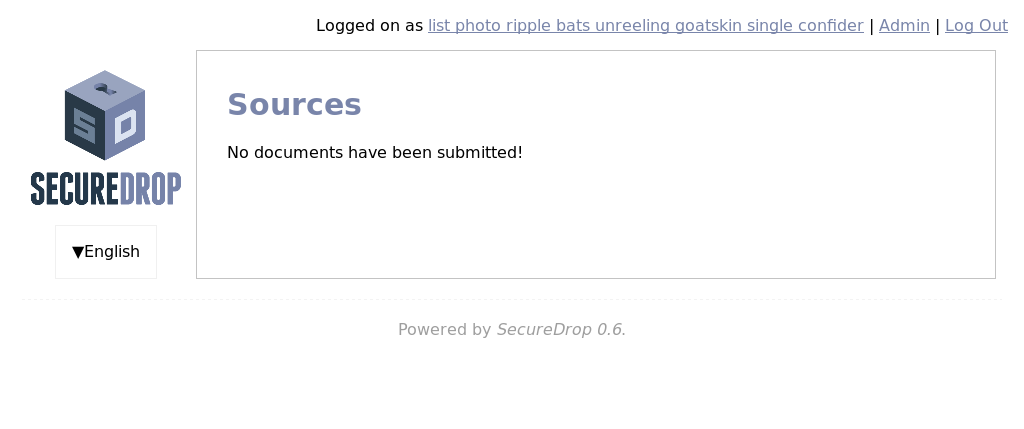 Logged on as list photo ripple bats unreeling goatskin single confider | Admin | Log Out
SD
SECUREDROP
▼English
Sources
No documents have been submitted!
Powered by SecureDrop 0.6.